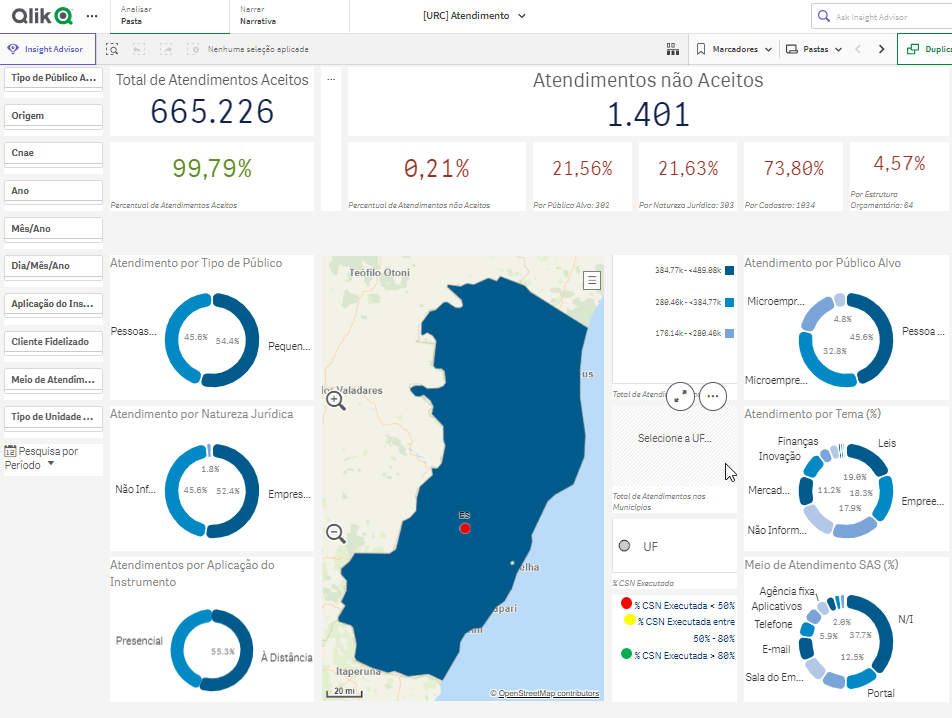 Qlik
Analisar
Pasta
Narrar
Narrativa
[URC] Atendimento
Ask Insight Advisor
Insight Advisor
Nenhuma seleção aplicada
Marcadores
Pastas
Duplic
Tipo de Público A...
Origem
Cnae
Ano
Mês/Ano
Dia/Mês/Ano
Aplicação do Ins...
Cliente Fidelizado
Meio de Atendim...
Tipo de Unidade ...
Pesquisa por
Período
Total de Atendimentos Aceitos
665.226
99,79%
Percentual de Atendimentos Aceitos
Atendimentos não Aceitos
1.401
0,21%
Percentual de Atendimentos não Aceitos
21,56%
Por Público Alvo: 302
21,63%
Por Natureza Jurídica: 303
73,80%
Por Cadastro: 1034
4,57%
Por Estrutura
Orçamentária: 64
Atendimento por Tipo de Público
Pessoas...
45.6%
54.4%
Pequen...
Atendimento por Natureza Jurídica
1.8%
Não Inf...
45.6%
52.4%
Empres...
Atendimentos por Aplicação do
Instrumento
Presencial
55.3%
À Distância
Teófilo Otoni
Valadares
us
ES
elha
apari
im
Itaperuna
20 mi
© OpenStreetMap contributors
384.77k-<489.08k
280.46k-<384.77k
176.14k-<280.46k
Total de Atendi
Selecione a UF...
Total de Atendimentos nos
Municípios
UF
% CSN Executada
% CSN Executada < 50%
% CSN Executada entre
50% - 80%
% CSN Executada > 80%
Atendimento por Público Alvo
Microempr...
4.8%
45.6%
Pessoa ...
32.8%
Microempre...
Atendimento por Tema (%)
Finanças
Leis
Inovação
19.0%
Mercad...
11.2%
18.3%
Empree...
17.9%
Não Inform...
Meio de Atendimento SAS (%)
Agência fixa
Aplicativos
N/I
Telefone
2.0%
5.9%
37.7%
E-mail
12.5%
Sala do Em...
Portal